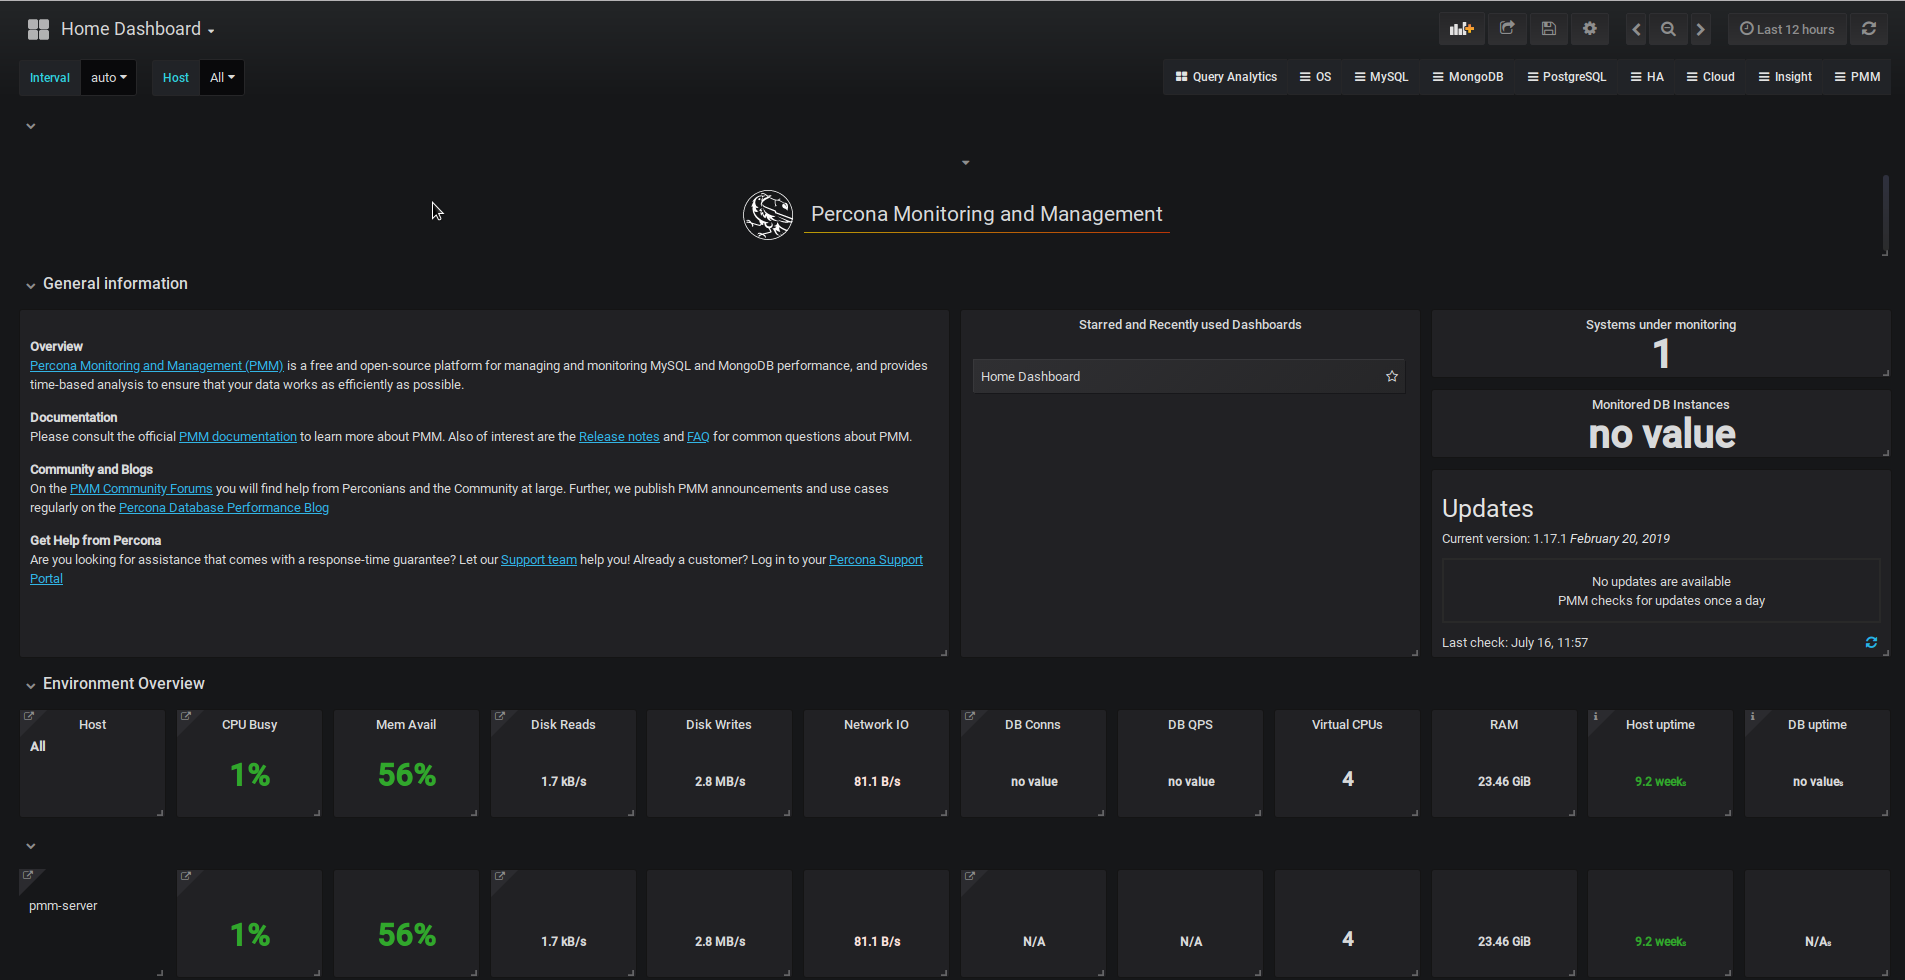 Home Dashboard
Last 12 hours
Interval auto Host All
Query Analytics OS MySQL MongoDB PostgreSQL HA Cloud Insight PMM
Percona Monitoring and Management
General information
Overview
Percona Monitoring and Management (PMM) is a free and open-source platform for managing and monitoring MySQL and MongoDB performance, and provides
time-based analysis to ensure that your data works as efficiently as possible.
Documentation
Please consult the official PMM documentation to learn more about PMM. Also of interest are the Release notes and FAQ for common questions about PMM.
Community and Blogs
On the PMM Community Forums you will find help from Perconians and the Community at large. Further, we publish PMM announcements and use cases
regularly on the Percona Database Performance Blog
Get Help from Percona
Are you looking for assistance that comes with a response-time guarantee? Let our Support team help you! Already a customer? Log in to your Percona Support
Portal
Starred and Recently used Dashboards
Home Dashboard
Systems under monitoring
1
Monitored DB Instances
no value
Updates
Current version: 1.17.1 February 20, 2019
No updates are available
PMM checks for updates once a day
Last check: July 16, 11:57
Environment Overview
Host CPU Busy Mem Avail Disk Reads Disk Writes Network IO DB Conns DB QPS Virtual CPUs RAM Host uptime DB uptime
All 1% 56% 1.7 kB/s 2.8 MB/s 81.1 B/s no value no value 4 23.46 GiB 9.2 weeks no values
pmm-server 1% 56% 1.7 kB/s 2.8 MB/s 81.1 B/s N/A N/A 4 23.46 GiB 9.2 weeks N/As